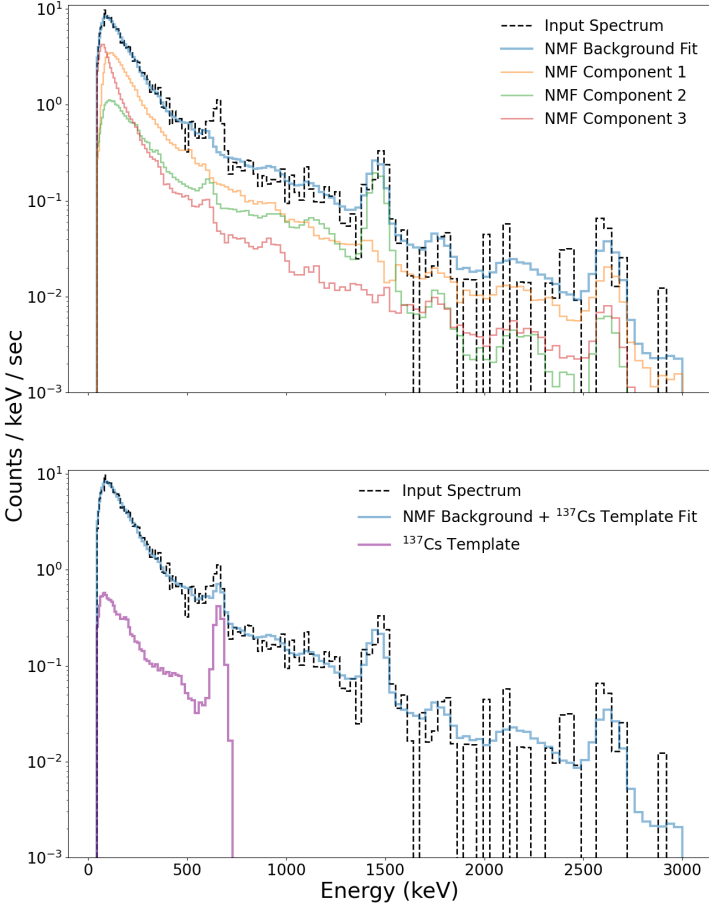 10¹
10⁰
10⁻¹
10⁻²
10⁻³
Input Spectrum
NMF Background Fit
NMF Component 1
NMF Component 2
NMF Component 3
Counts / keV / sec
10¹
10⁰
10⁻¹
10⁻²
10⁻³
Input Spectrum
NMF Background + ¹³⁷Cs Template Fit
¹³⁷Cs Template
0 500 1000 1500 2000 2500 3000
Energy (keV)